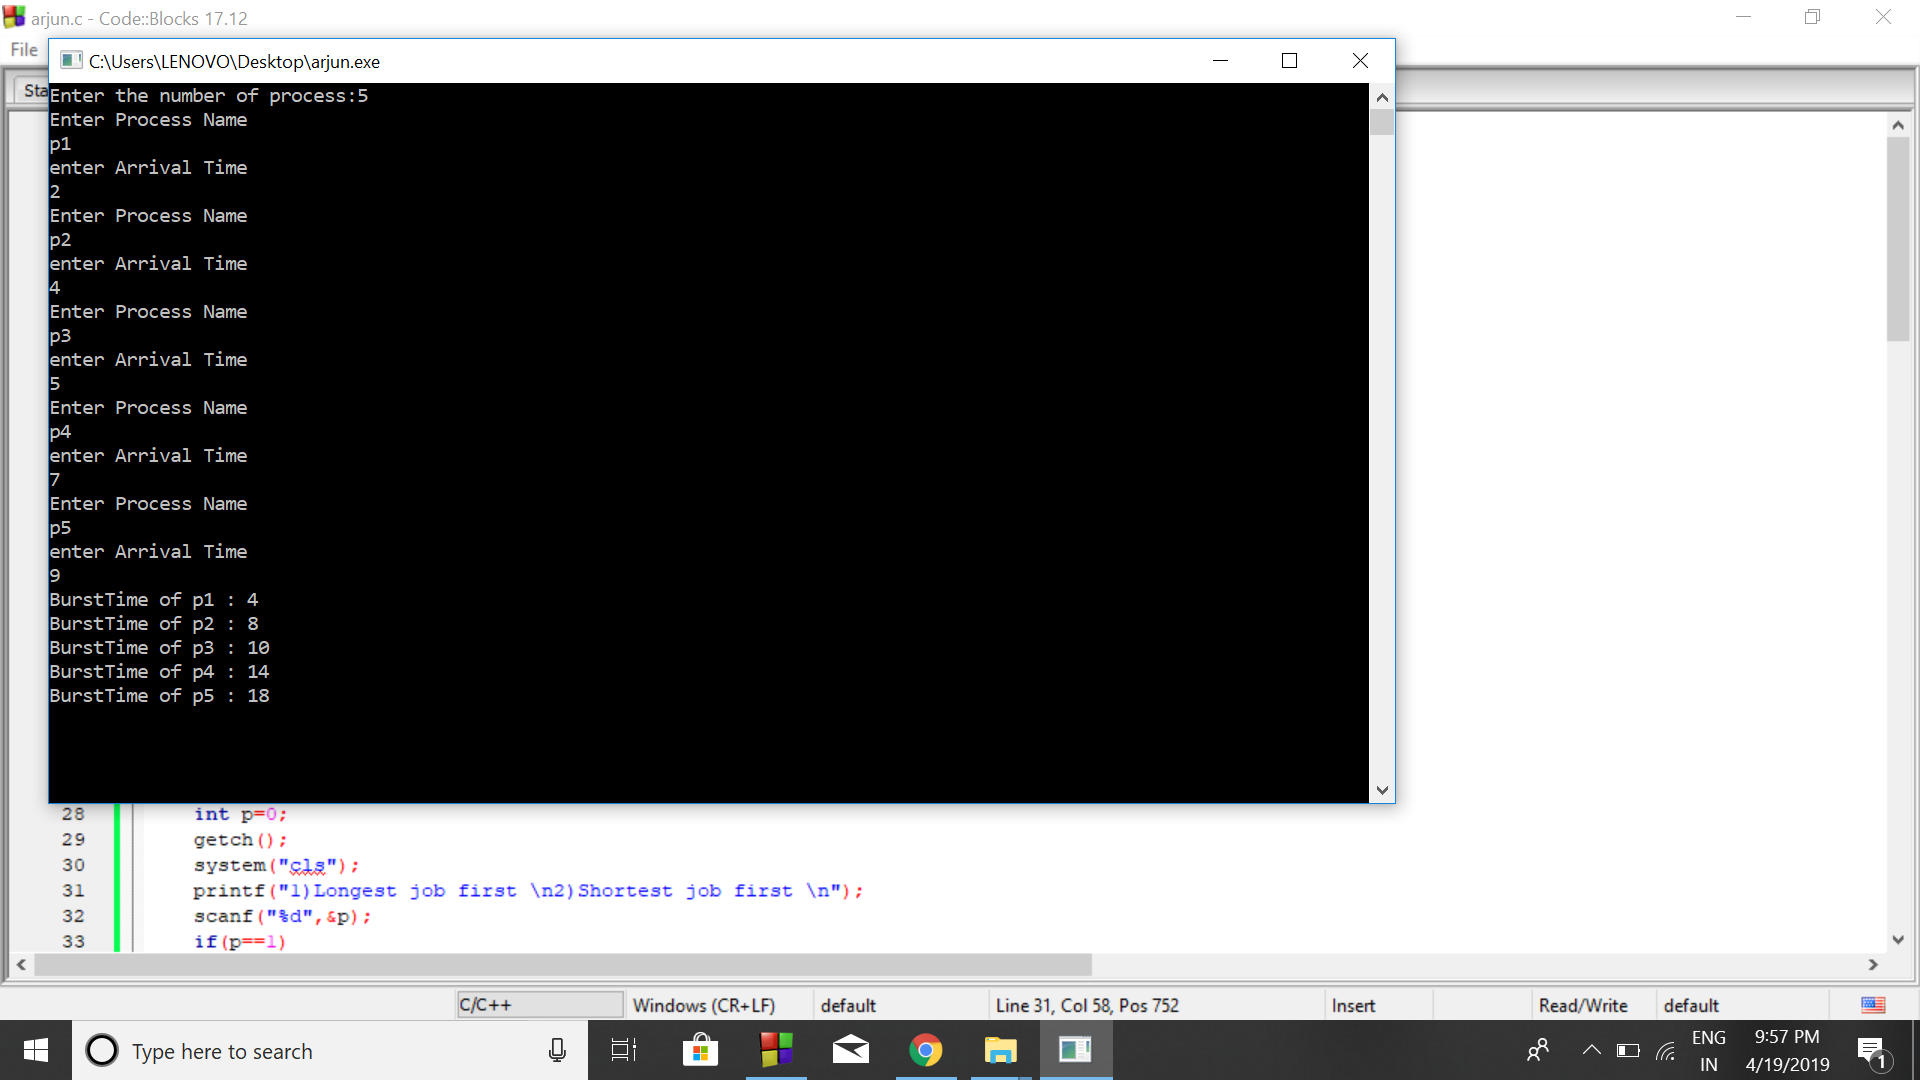 arjun.c - Code::Blocks 17.12
File
C:\Users\LENOVO\Desktop\arjun.exe
Sta
Enter the number of process:5
Enter Process Name
p1
enter Arrival Time
2
Enter Process Name
p2
enter Arrival Time
4
Enter Process Name
p3
enter Arrival Time
5
Enter Process Name
p4
enter Arrival Time
7
Enter Process Name
p5
enter Arrival Time
9
BurstTime of p1 : 4
BurstTime of p2 : 8
BurstTime of p3 : 10
BurstTime of p4 : 14
BurstTime of p5 : 18
28 int p=0;
29 getch();
30 system("cls");
31 printf("1)Longest job first \n2)Shortest job first \n");
32 scanf("%d",&p);
33 if(p==1)
C/C++ Windows (CR+LF) default Line 31, Col 58, Pos 752 Insert Read/Write default
Type here to search
ENG
IN
9:57 PM
4/19/2019
1